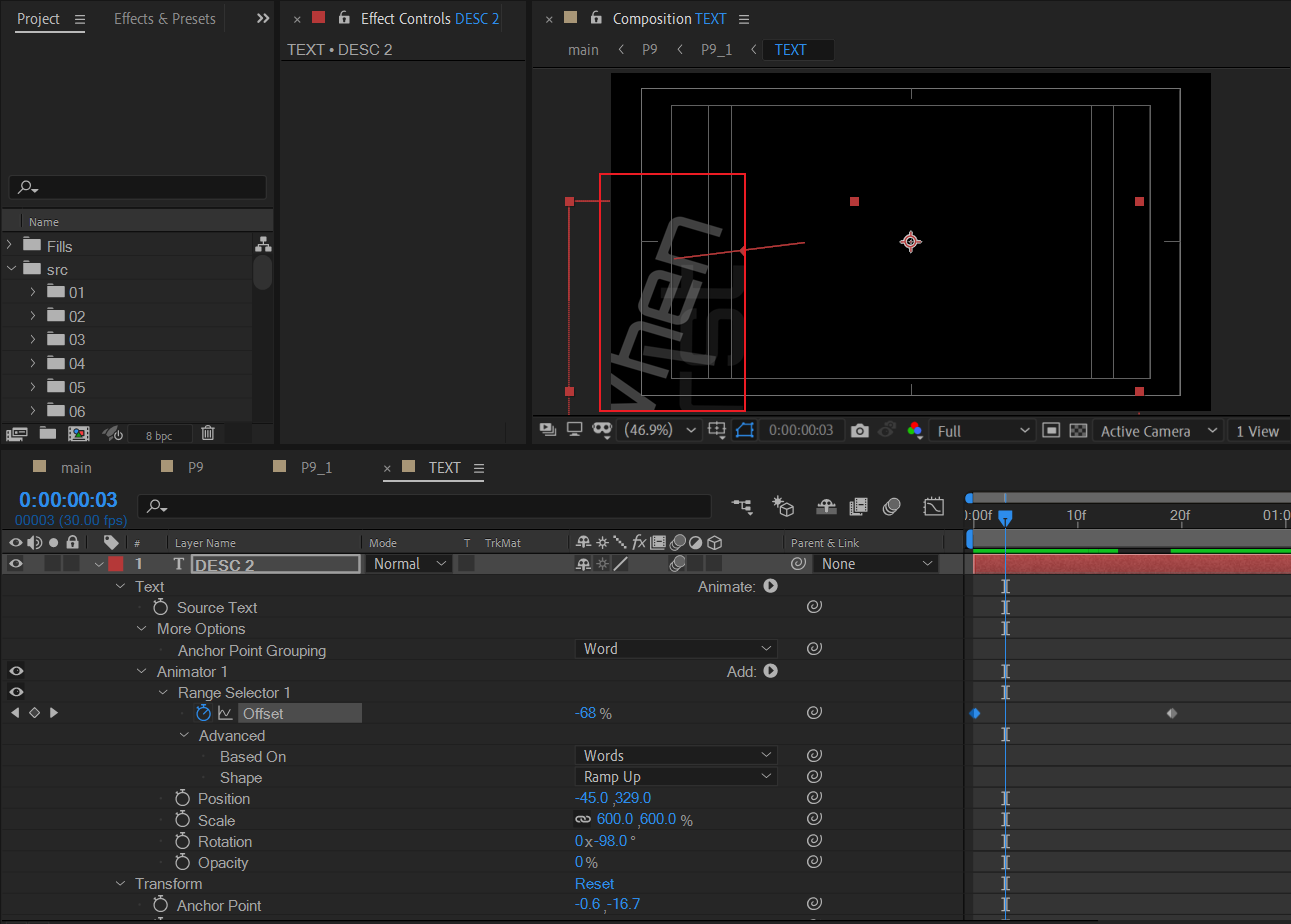 Project
Effects & Presets
Effect Controls DESC 2
Composition TEXT
TEXT • DESC 2
main
P9
P9_1
TEXT
Name
Fills
src
01
02
03
04
05
06
8 bpc
(46.9%)
0:00:00:03
Full
Active Camera
1 View
main
P9
P9_1
TEXT
0:00:00:03
00003 (30.00 fps)
):00f
10f
20f
01:0
#
Layer Name
Mode
T
TrkMat
fx
Parent & Link
1
T
DESC 2
Normal
None
Text
Animate:
Source Text
More Options
Anchor Point Grouping
Word
Animator 1
Add:
Range Selector 1
Offset
-68 %
Advanced
Based On
Words
Shape
Ramp Up
Position
-45.0 ,329.0
Scale
600.0 ,600.0 %
Rotation
0x-98.0 °
Opacity
0%
Transform
Reset
Anchor Point
-0.6 ,-16.7